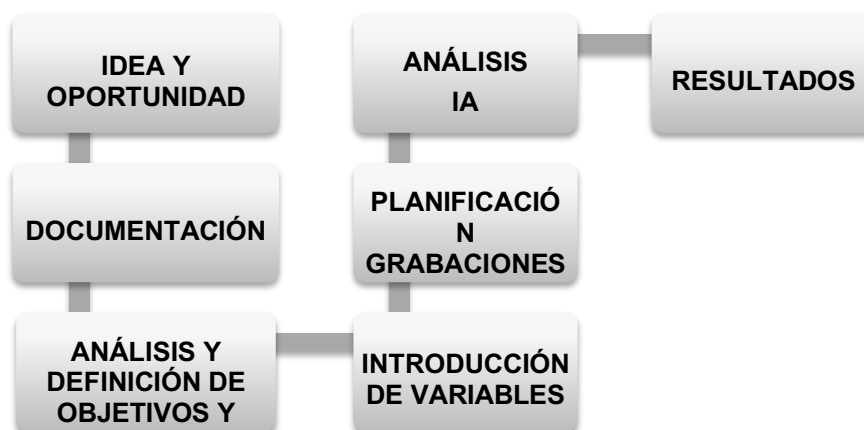 IDEA Y
OPORTUNIDAD
DOCUMENTACIÓN
ANÁLISIS Y
DEFINICIÓN DE
OBJETIVOS Y
INTRODUCCIÓN
DE VARIABLES
PLANIFICACIÓ
N
GRABACIONES
ANÁLISIS
IA
RESULTADOS